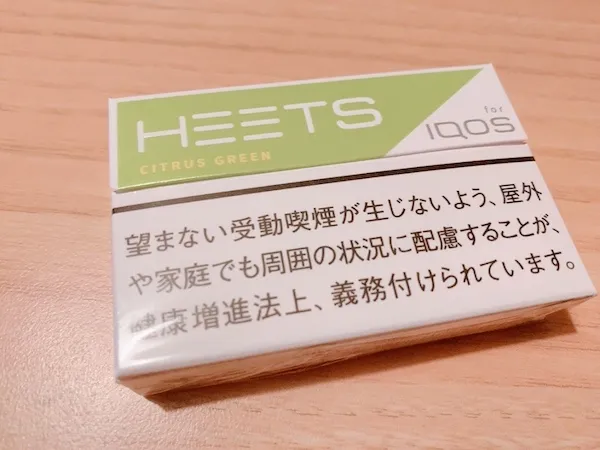 HEETS
for
IQOS
CITRUS GREEN
望まない受動喫煙が生じないよう、屋外
や家庭でも周囲の状況に配慮することが、
健康増進法上、義務付けられています。